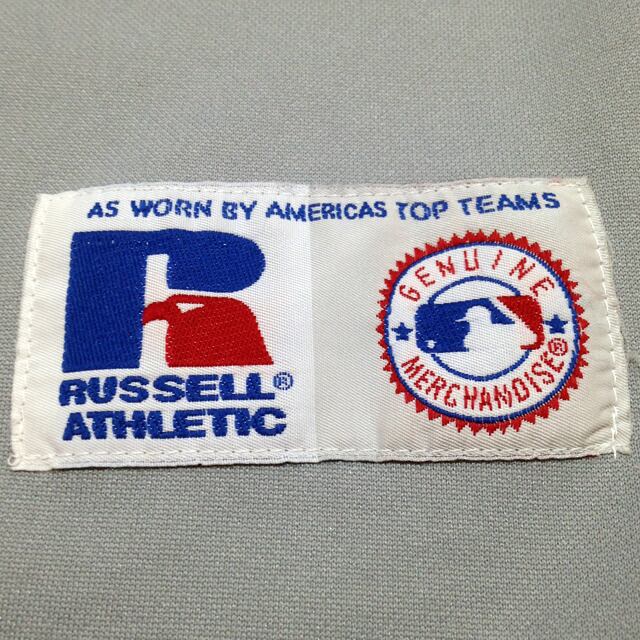 AS WORN BY AMERICAS TOP TEAMS
R
RUSSELL®
ATHLETIC
GENUINE
MERCHANDISE®